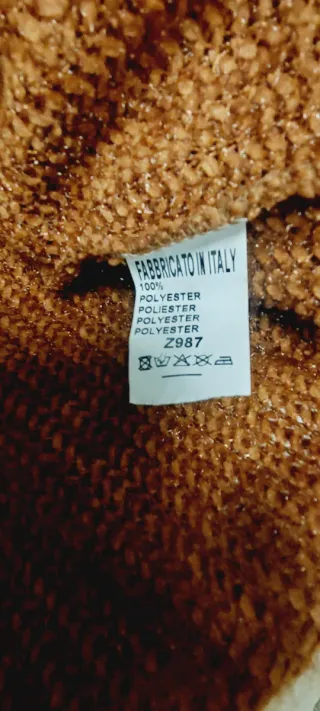 FABBRICATO IN ITALY
100%
POLYESTER
POLIESTER
POLYESTER
POLYESTER
Z987